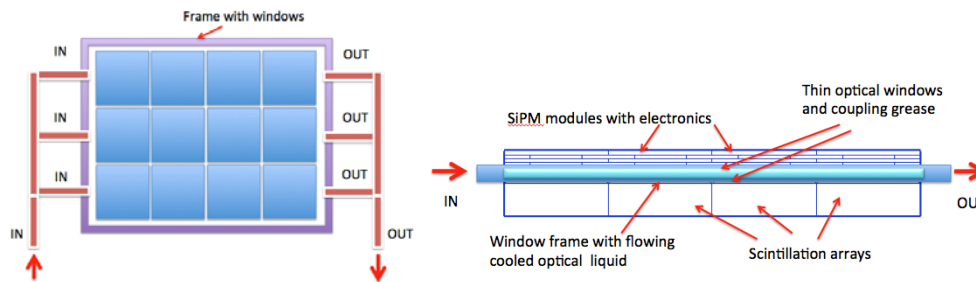 Frame with windows
IN
OUT
IN
OUT
IN
OUT
IN
OUT
Thin optical windows
and coupling grease
SiPM modules with electronics
IN
OU
Window frame with flowing
cooled optical liquid
Scintillation arrays